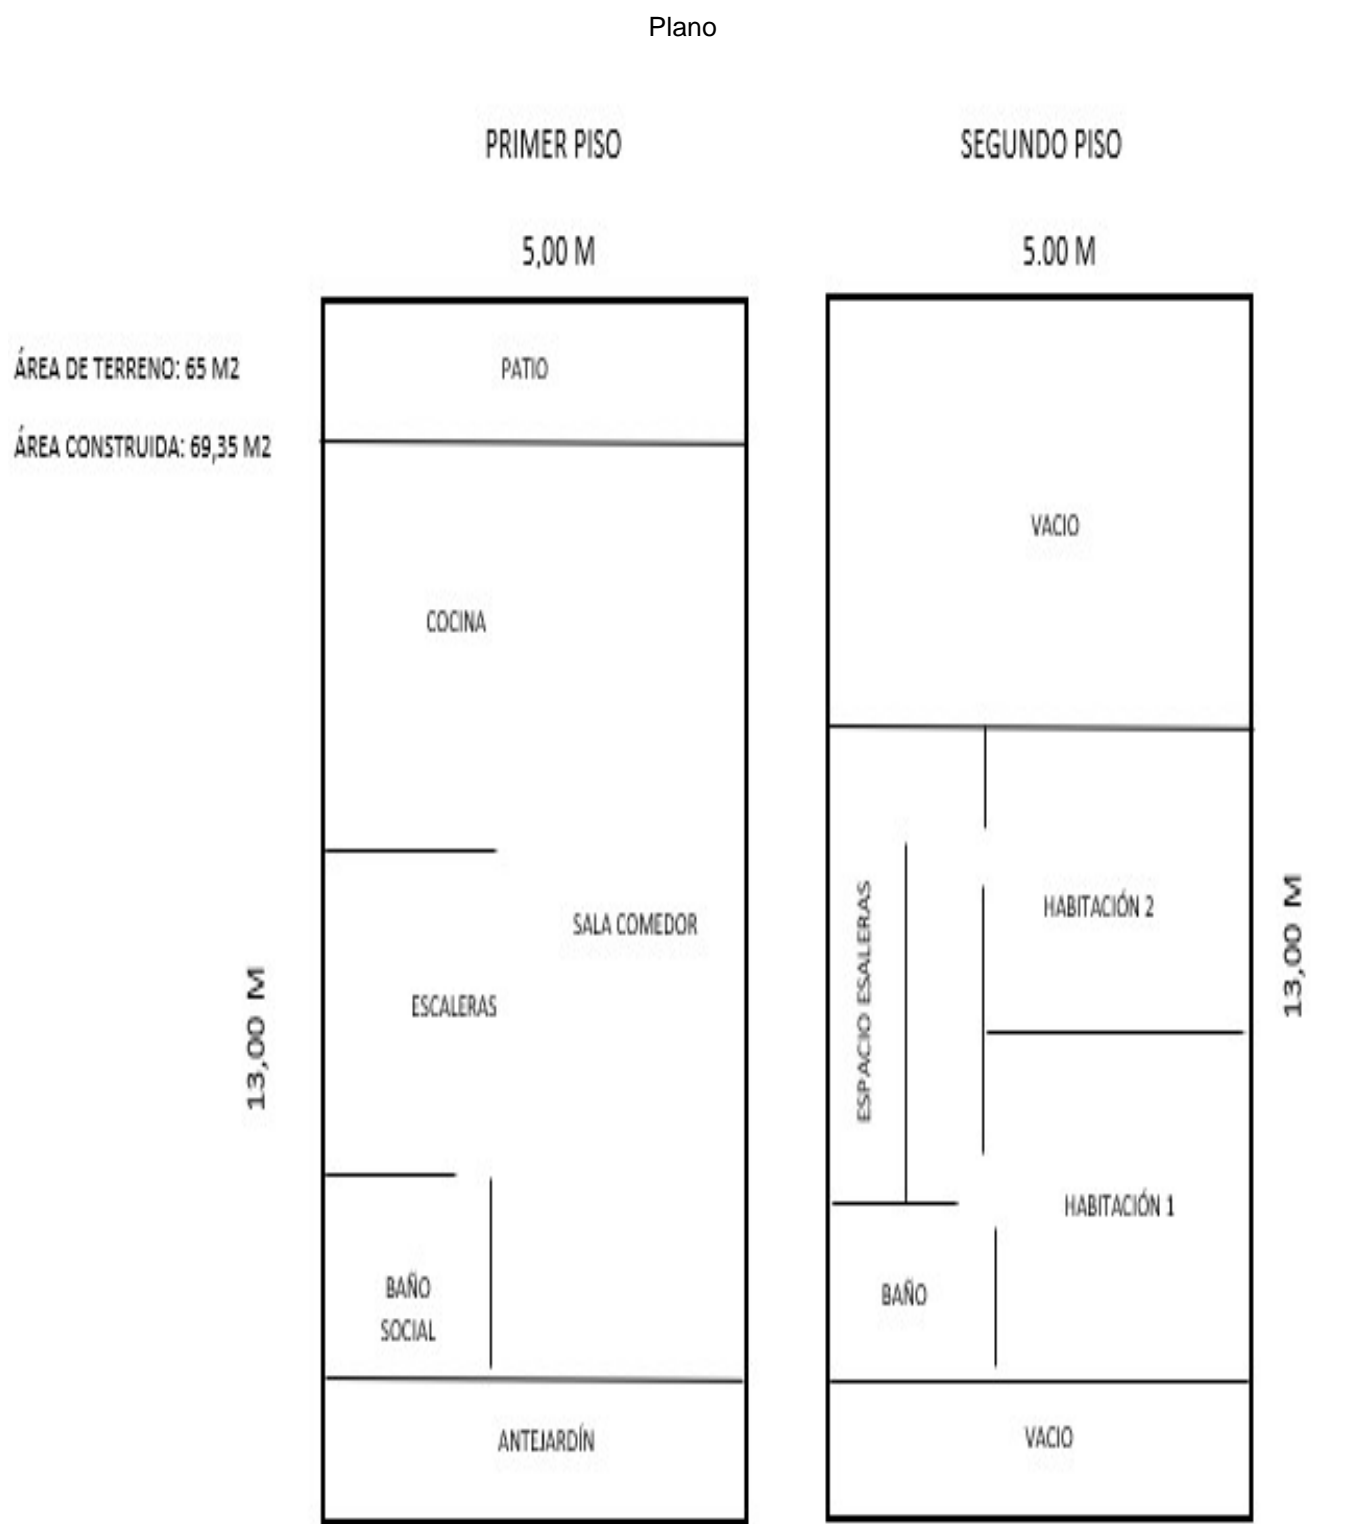 Plano
PRIMER PISO
5,00 M
ÁREA DE TERRENO: 65 M2
ÁREA CONSTRUIDA: 69,35 M2
PATIO
COCINA
SALA COMEDOR
ESCALERAS
13,00 M
BAÑO
SOCIAL
ANTEJARDÍN
SEGUNDO PISO
5.00 M
VACIO
HABITACIÓN 2
ESPACIO ESALERAS
13,00 M
HABITACIÓN 1
BAÑO
VACIO